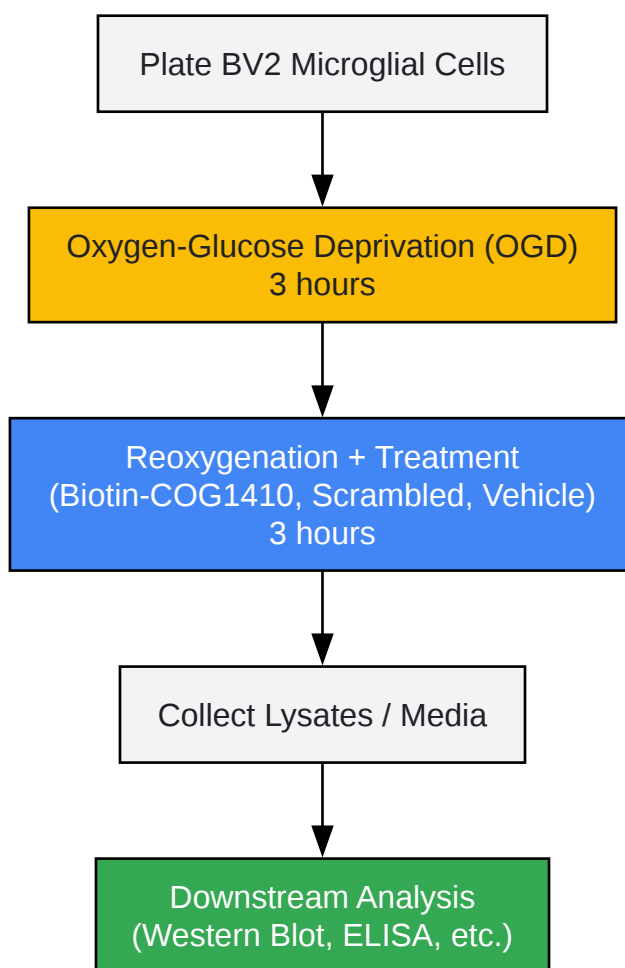 Plate BV2 Microglial Cells
Oxygen-Glucose Deprivation (OGD)
3 hours
Reoxygenation + Treatment
(Biotin-COG1410, Scrambled, Vehicle)
3 hours
Collect Lysates / Media
Downstream Analysis
(Western Blot, ELISA, etc.)